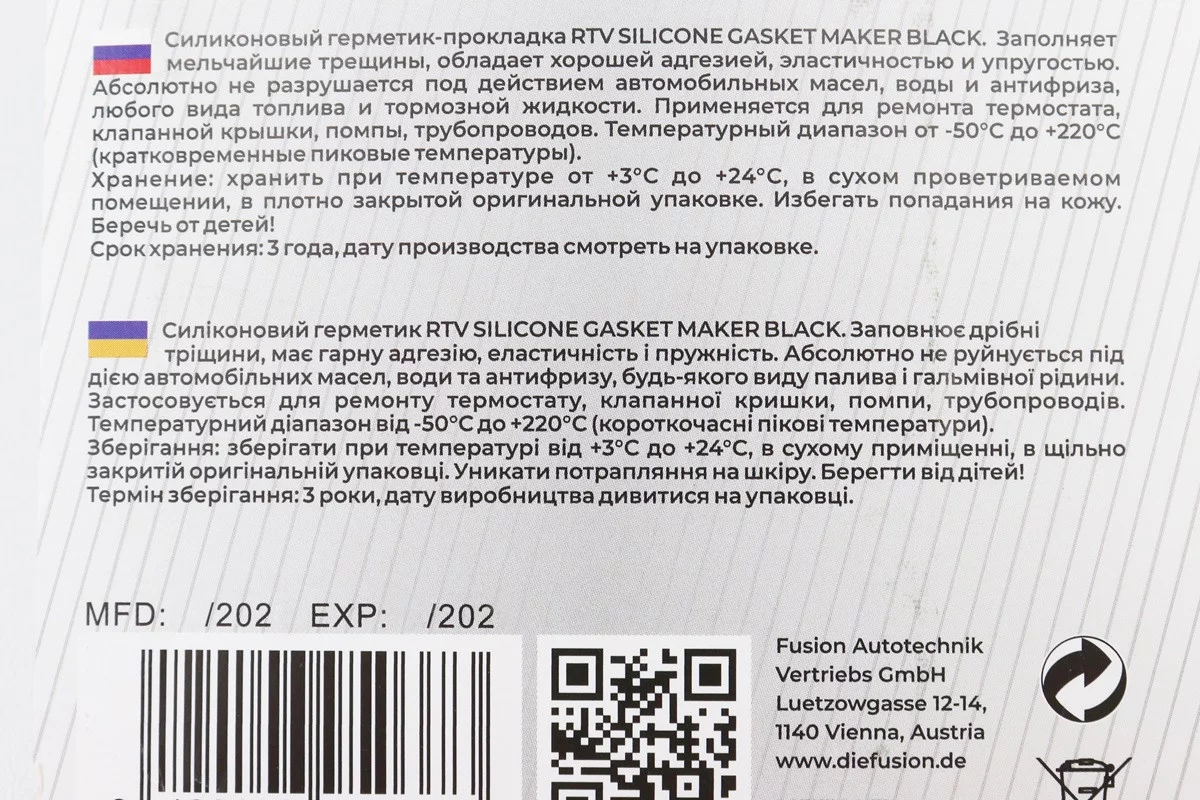 Силиконовый герметик-прокладка RTV SILICONE GASKET MAKER BLACK. Заполняет
мельчайшие трещины, обладает хорошей адгезией, эластичностью и упругостью.
Абсолютно не разрушается под действием автомобильных масел, воды и антифриза,
любого вида топлива и тормозной жидкости. Применяется для ремонта термостата,
клапанной крышки, помпы, трубопроводов. Температурный диапазон от -50°C до +220°C
(кратковременные пиковые температуры).
Хранение: хранить при температуре от +3°C до +24°C, в сухом проветриваемом
помещении, в плотно закрытой оригинальной упаковке. Избегать попадания на кожу.
Беречь от детей!
Срок хранения: 3 года, дату производства смотреть на упаковке.
Силіконовий герметик RTV SILICONE GASKET MAKER BLACK. Заповнює дрібні
тріщини, має гарну адгезію, еластичність і пружність. Абсолютно не руйнується під
дією автомобільних масел, води та антифризу, будь-якого виду палива і гальмівної рідини.
Застосовується для ремонту термостату, клапанної кришки, помпи, трубопроводів.
Температурний діапазон від -50°C до +220°C (короткочасні пікові температури).
Зберігання: зберігати при температурі від +3°C до +24°C, в сухому приміщенні, в щільно
закритій оригінальній упаковці. Уникати потрапляння на шкіру. Берегти від дітей!
Термін зберігання: 3 роки, дату виробництва дивитися на упаковці.
MFD: /202 EXP: /202
Fusion Autotechnik
Vertriebs GmbH
Luetzowgasse 12-14,
1140 Vienna, Austria
www.diefusion.de